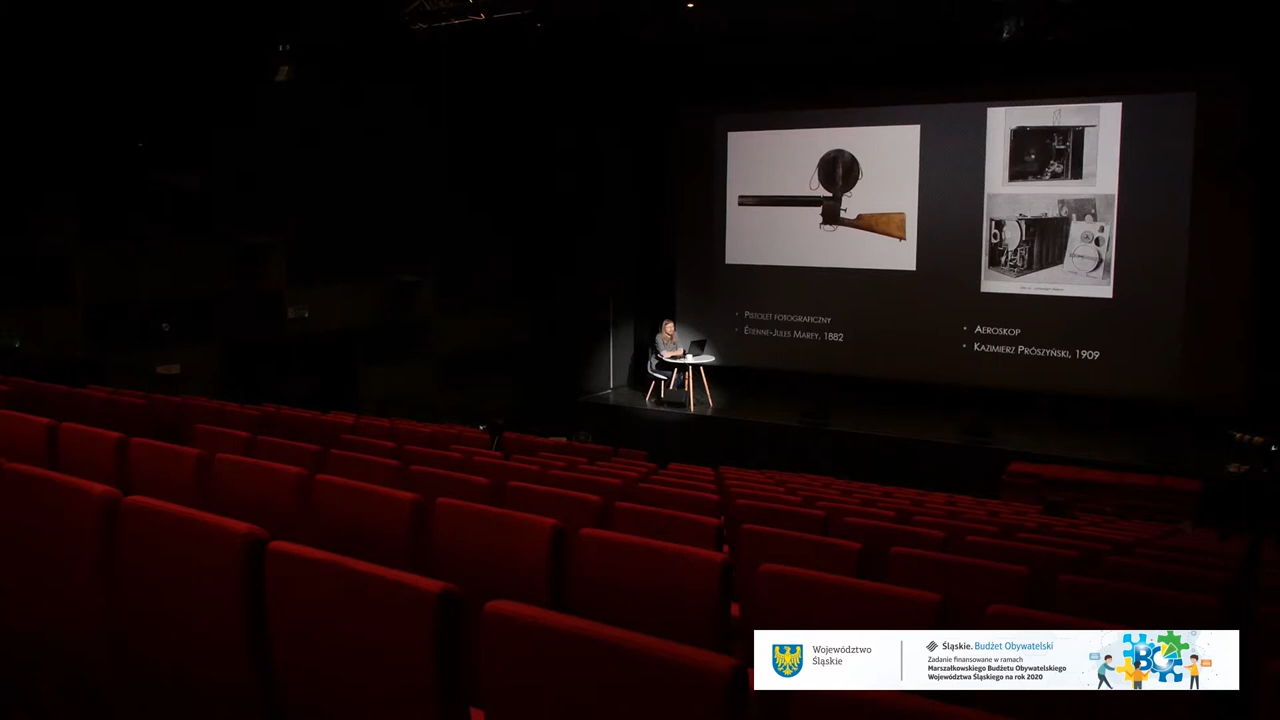 • Pistolet fotograficzny
• Étienne-Jules Marey, 1882
• Aeroskop
• Kazimierz Prószyński, 1909
Województwo
Śląskie
Śląskie. Budżet Obywatelski
Zadanie finansowane w ramach
Marszałkowskiego Budżetu Obywatelskiego
Województwa Śląskiego na rok 2020
BO